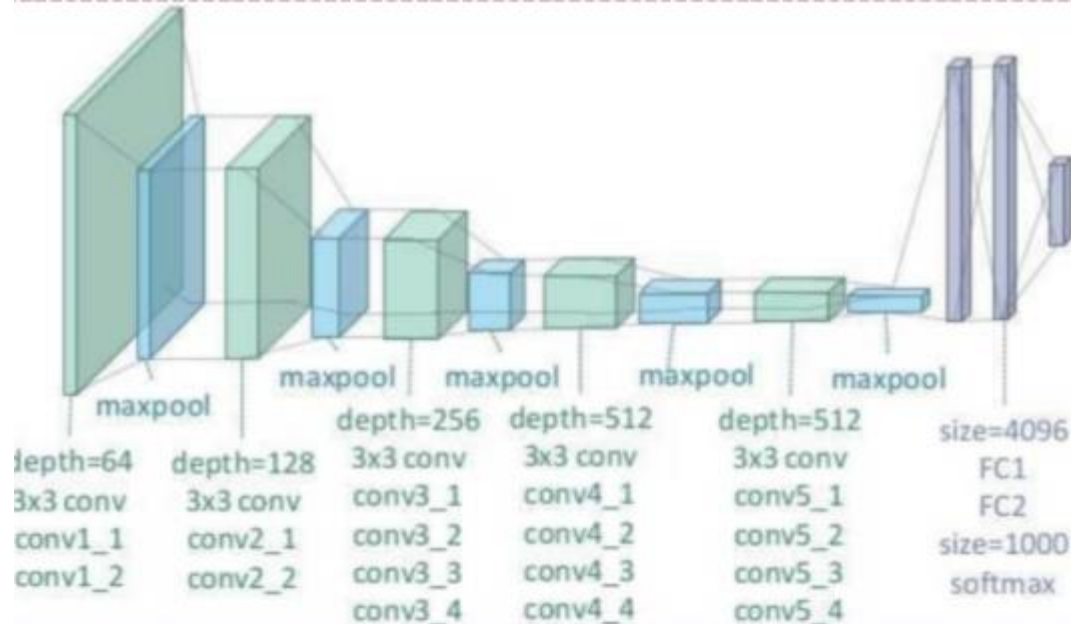 maxpool
maxpool
maxpool
maxpool
maxpool
depth=64
3x3 conv
conv1_1
conv1_2
depth=128
3x3 conv
conv2_1
conv2_2
depth=256
3x3 conv
conv3_1
conv3_2
conv3_3
conv3_4
depth=512
3x3 conv
conv4_1
conv4_2
conv4_3
conv4_4
depth=512
3x3 conv
conv5_1
conv5_2
conv5_3
conv5_4
size=4096
FC1
FC2
size=1000
softmax